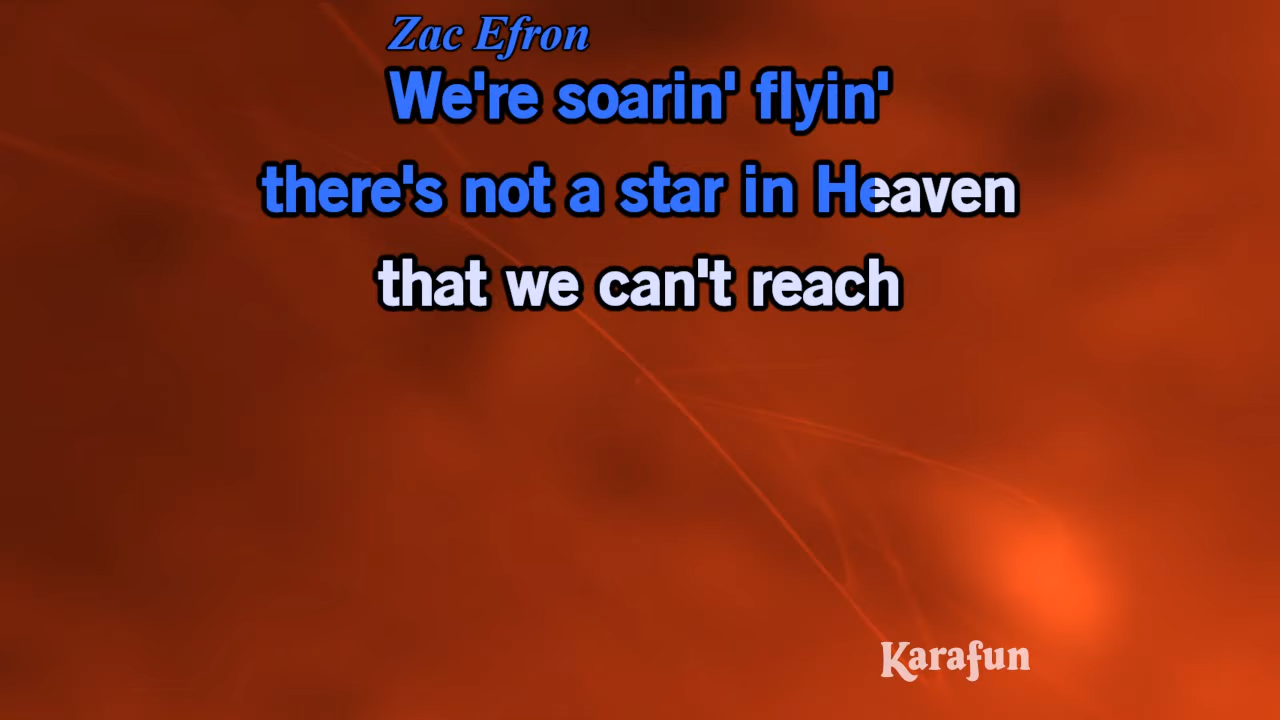 Zac Efron
We're soarin' flyin'
there's not a star in Heaven
that we can't reach
Karafun